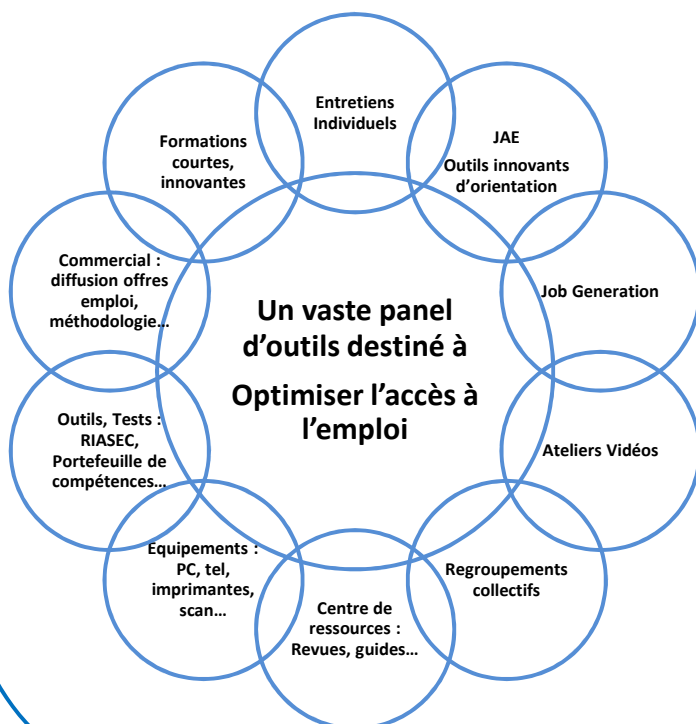 Entretiens
Individuels
JAE
Outils innovants
d’orientation
Job Generation
Ateliers Vidéos
Regroupements
collectifs
Centre de
ressources :
Revues, guides…
Equipements :
PC, tel,
imprimantes,
scan…
Outils, Tests :
RIASEC,
Portefeuille de
compétences…
Commercial :
diffusion offres
emploi,
méthodologie…
Formations
courtes,
innovantes
Un vaste panel
d’outils destiné à
Optimiser l’accès à
l’emploi